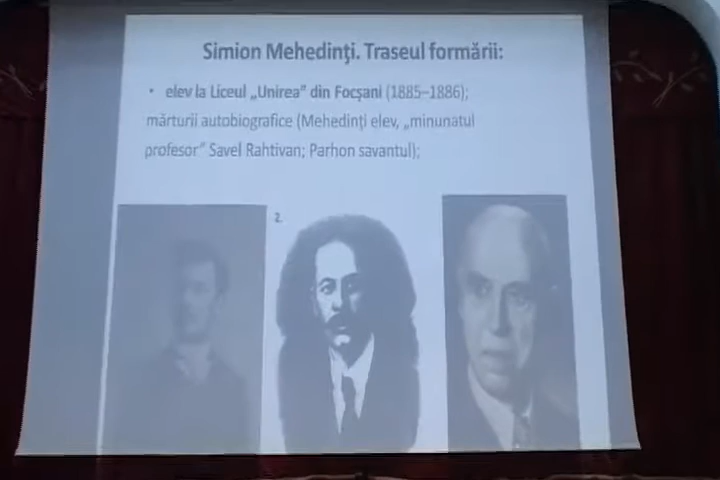 Simion Mehedinţi. Traseul formării:
• elev la Liceul „Unirea” din Focşani (1885–1886);
mărturii autobiografice (Mehedinţi elev, „minunatul
profesor” Savel Rahtivan; Parhon savantul);
2.